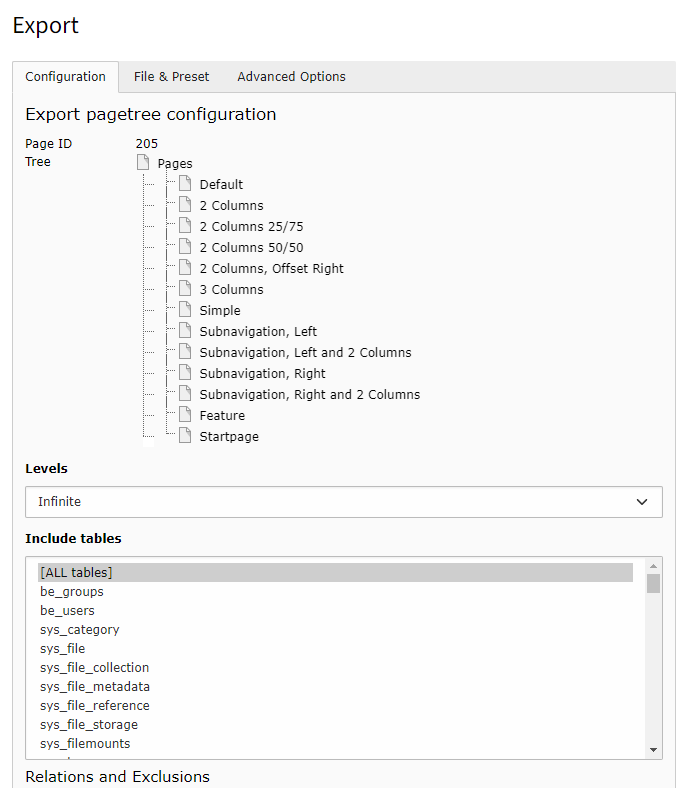 Export
Configuration File & Preset Advanced Options
Export pagetree configuration
Page ID 205
Tree Pages
Default
2 Columns
2 Columns 25/75
2 Columns 50/50
2 Columns, Offset Right
3 Columns
Simple
Subnavigation, Left
Subnavigation, Left and 2 Columns
Subnavigation, Right
Subnavigation, Right and 2 Columns
Feature
Startpage
Levels
Infinite
Include tables
[ALL tables]
be_groups
be_users
sys_category
sys_file
sys_file_collection
sys_file_metadata
sys_file_reference
sys_file_storage
sys_filemounts
Relations and Exclusions